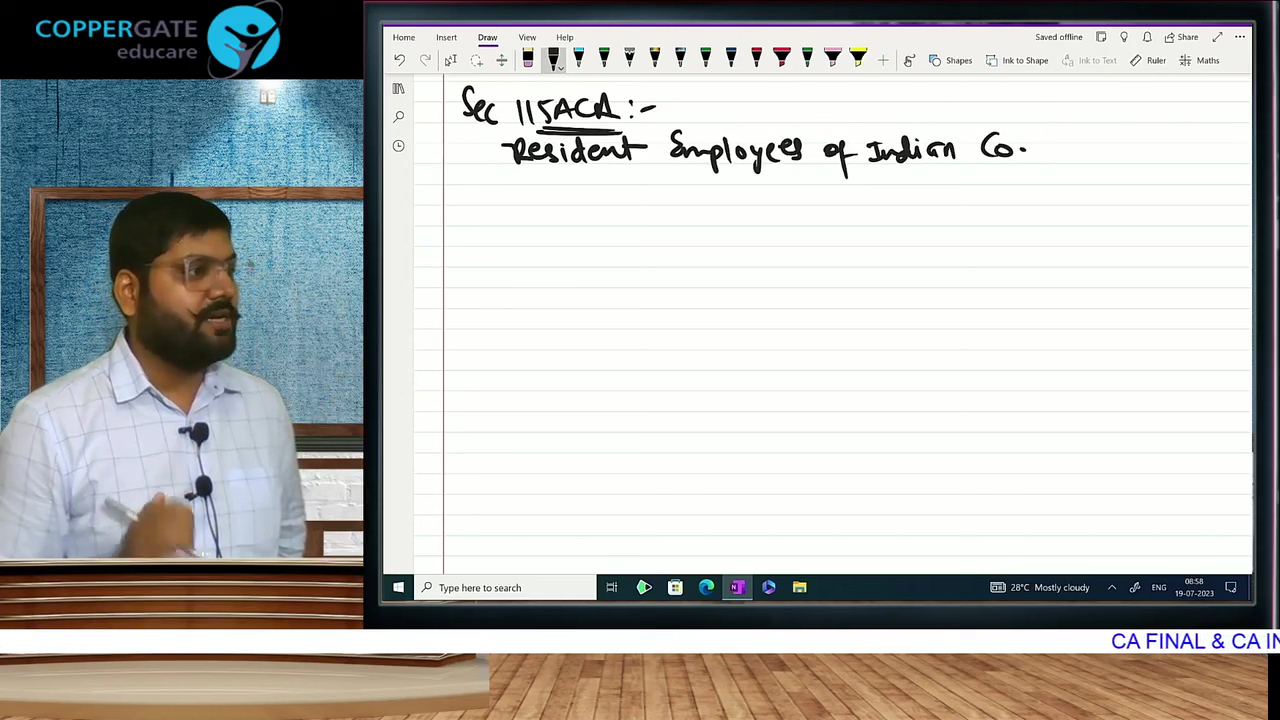 COPPERGATE
educare
Home Insert Draw View Help
Saved offline
Share
Shapes
Ink to Shape
Ink to Text
Ruler
Maths
Sec 115ACA :-
Resident Employees of Indian Co.
Type here to search
28°C Mostly cloudy
ENG
08:58
19-07-2023
CA FINAL & CA IN